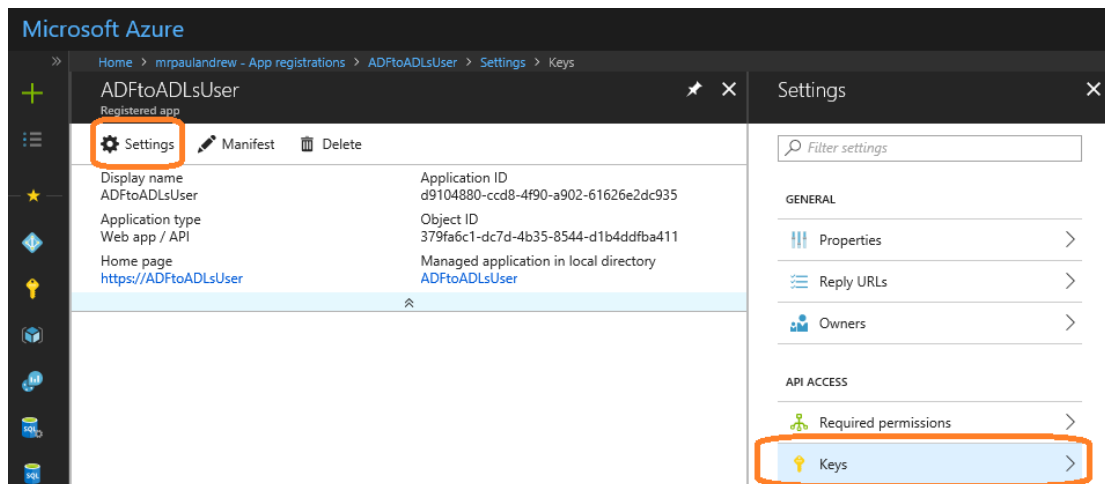 Microsoft Azure
Home > mrpaulandrew - App registrations > ADFtoADLsUser > Settings > Keys
ADFtoADLsUser
Registered app
Settings
Manifest
Delete
Display name
ADFtoADLsUser
Application ID
d9104880-ccd8-4f90-a902-61626e2dc935
Application type
Web app / API
Object ID
379fa6c1-dc7d-4b35-8544-d1b4ddfba411
Home page
https://ADFtoADLsUser
Managed application in local directory
ADFtoADLsUser
Settings
Filter settings
GENERAL
Properties
Reply URLs
Owners
API ACCESS
Required permissions
Keys
SQL
SQL